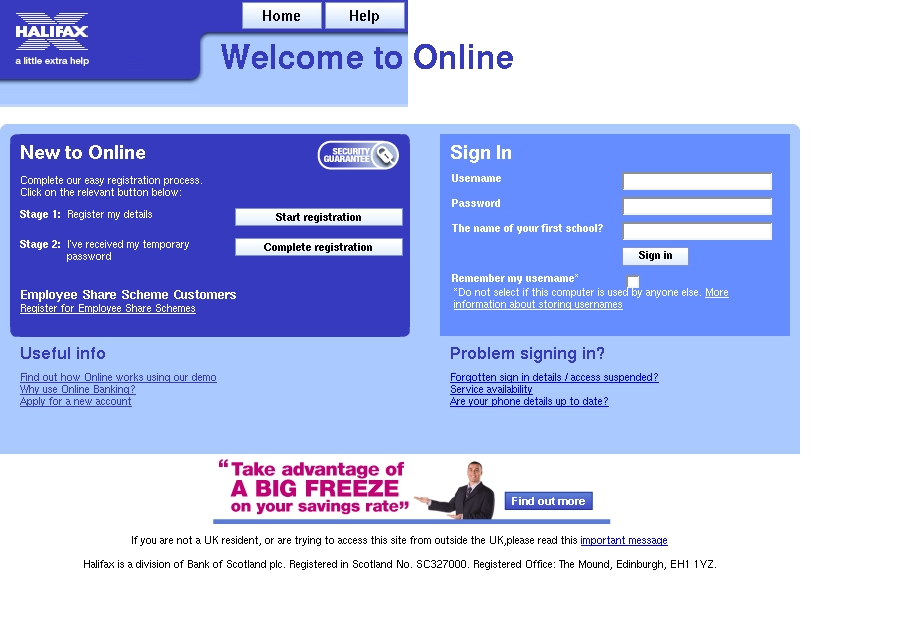 Home
Help
HALIFAX
a little extra help
Welcome to Online
New to Online
SECURITY
GUARANTEE
Complete our easy registration process.
Click on the relevant button below:
Stage 1: Register my details
Start registration
Stage 2: I've received my temporary
password
Complete registration
Employee Share Scheme Customers
Register for Employee Share Schemes
Sign In
Username
Password
The name of your first school?
Sign in
Remember my username*
*Do not select if this computer is used by anyone else. More
information about storing usernames
Useful info
Find out how Online works using our demo
Why use Online Banking?
Apply for a new account
Problem signing in?
Forgotten sign in details / access suspended?
Service availability
Are your phone details up to date?
“Take advantage of
A BIG FREEZE
on your savings rate”
Find out more
If you are not a UK resident, or are trying to access this site from outside the UK,please read this important message
Halifax is a division of Bank of Scotland plc. Registered in Scotland No. SC327000. Registered Office: The Mound, Edinburgh, EH1 1YZ.